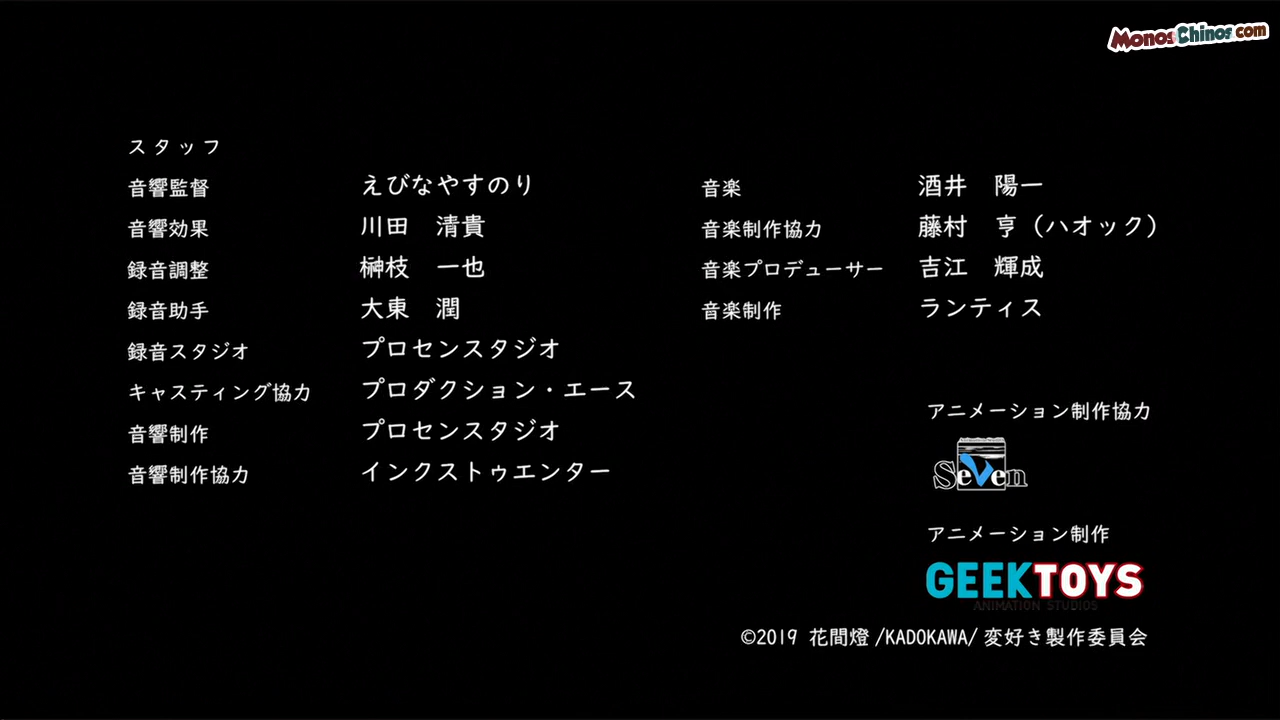 MonosChinos.com
スタッフ
音響監督 えびなやすのり
音響効果 川田 清貴
録音調整 榊枝 一也
録音助手 大東 潤
録音スタジオ プロセンスタジオ
キャスティング協力 プロダクション・エース
音響制作 プロセンスタジオ
音響制作協力 インクストゥエンター
音楽 酒井 陽一
音楽制作協力 藤村 亨（ハオック）
音楽プロデューサー 吉江 輝成
音楽制作 ランティス
アニメーション制作協力
Seven
アニメーション制作
GEEKTOYS
ANIMATION STUDIOS
©2019 花間燈/KADOKAWA/変好き製作委員会